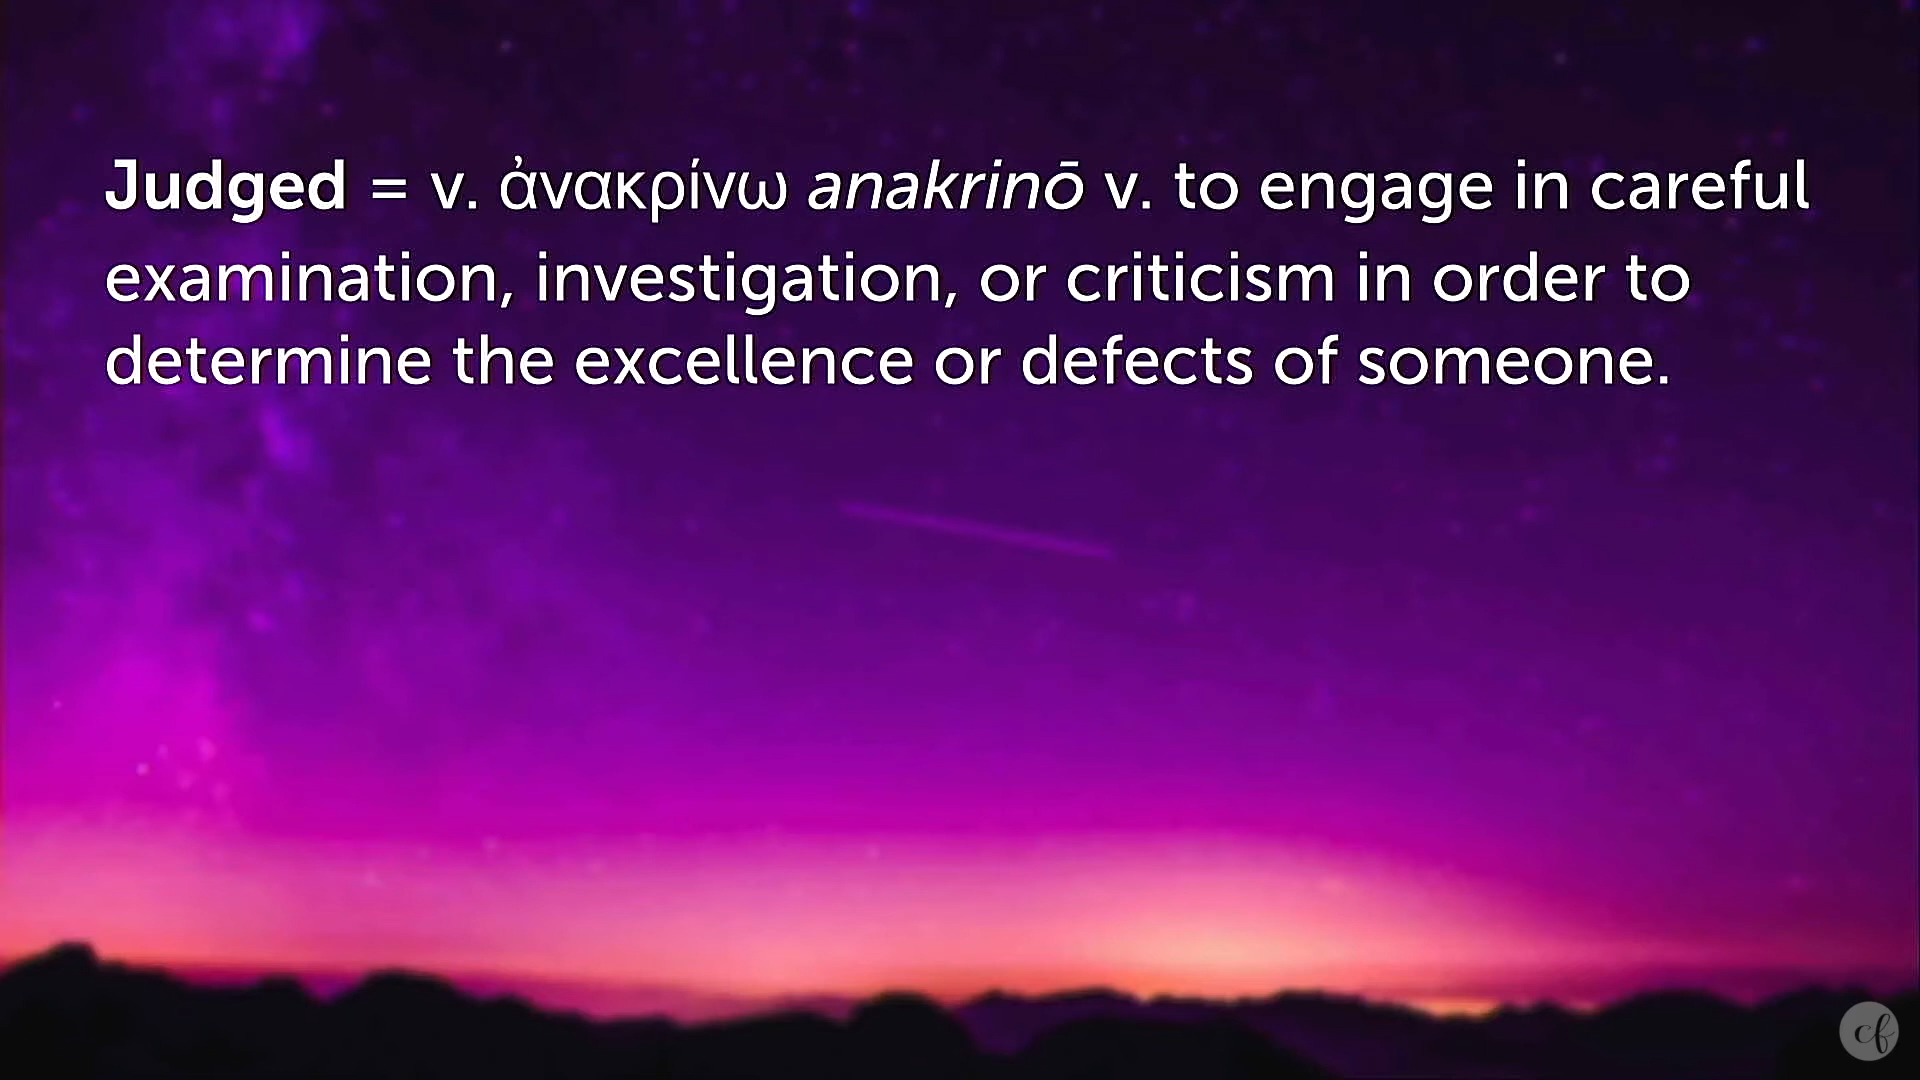 Judged = v. ἀνακρίνω anakrinō v. to engage in careful
examination, investigation, or criticism in order to
determine the excellence or defects of someone.
cf